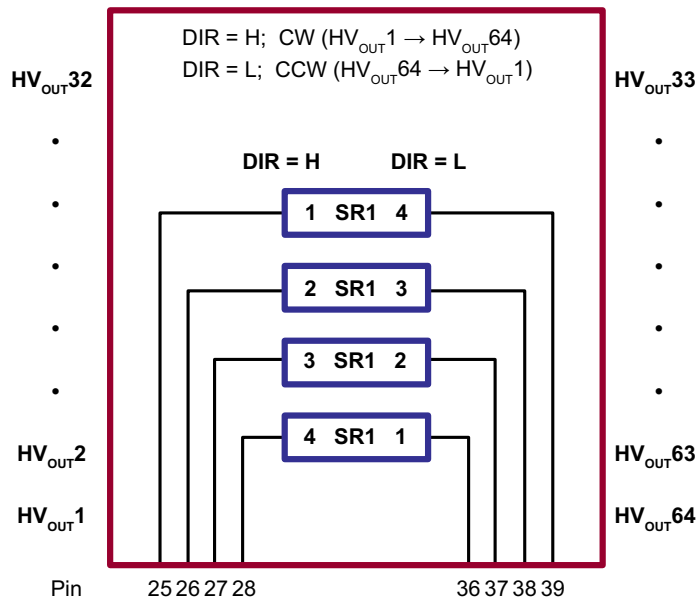 DIR = H; CW (HVOUT1 → HVOUT64)
DIR = L; CCW (HVOUT64 → HVOUT1)
HVOUT32
HVOUT33
DIR = H
DIR = L
1 SR1 4
2 SR1 3
3 SR1 2
4 SR1 1
HVOUT2
HVOUT63
HVOUT1
HVOUT64
Pin 25 26 27 28 36 37 38 39